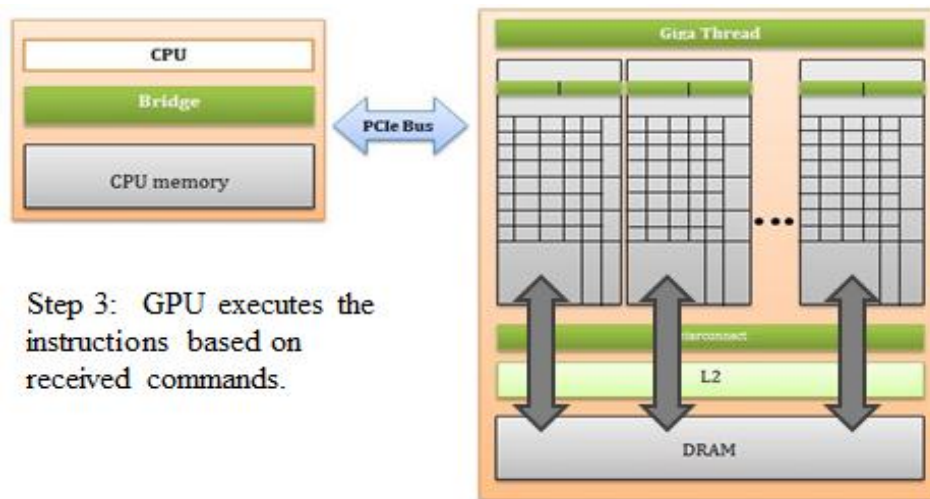 CPU
Bridge
CPU memory
PCIe Bus
Giga Thread
L2
DRAM
Step 3: GPU executes the
instructions based on
received commands.